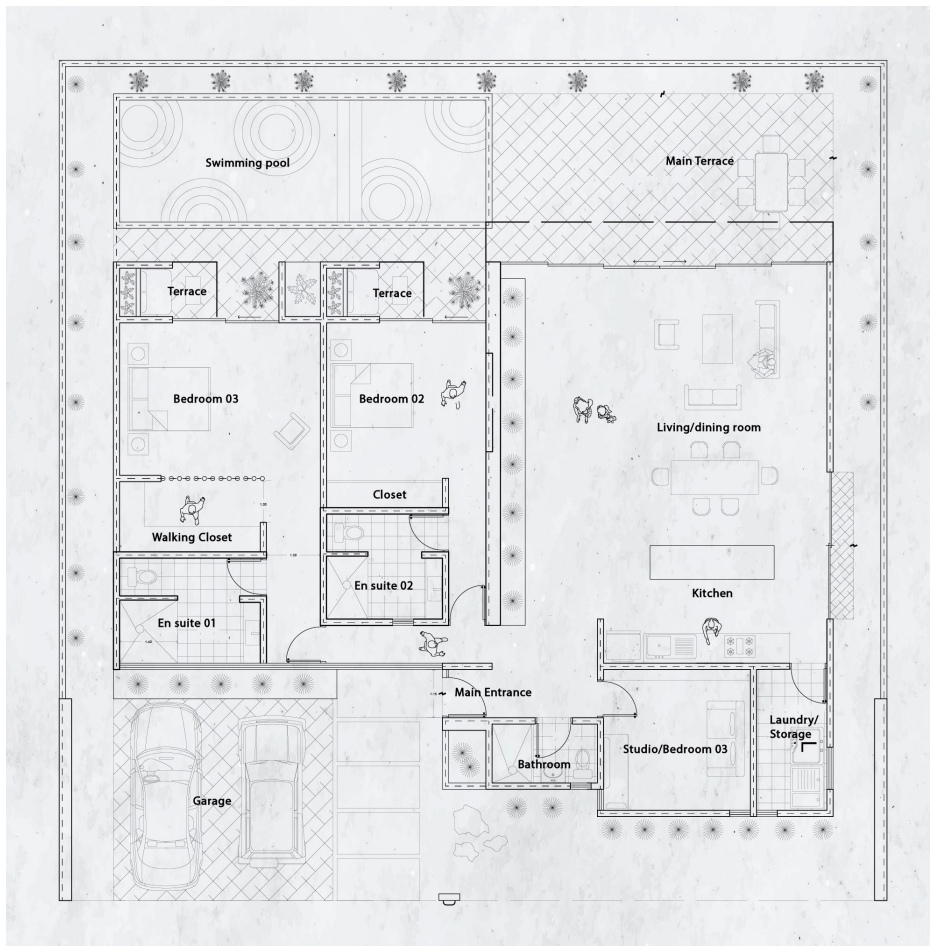 Swimming pool
Main Terrace
Terrace
Terrace
Bedroom 03
Bedroom 02
Living/dining room
Closet
Walking Closet
En suite 02
Kitchen
En suite 01
Main Entrance
Laundry/
Storage
Studio/Bedroom 03
Bathroom
Garage